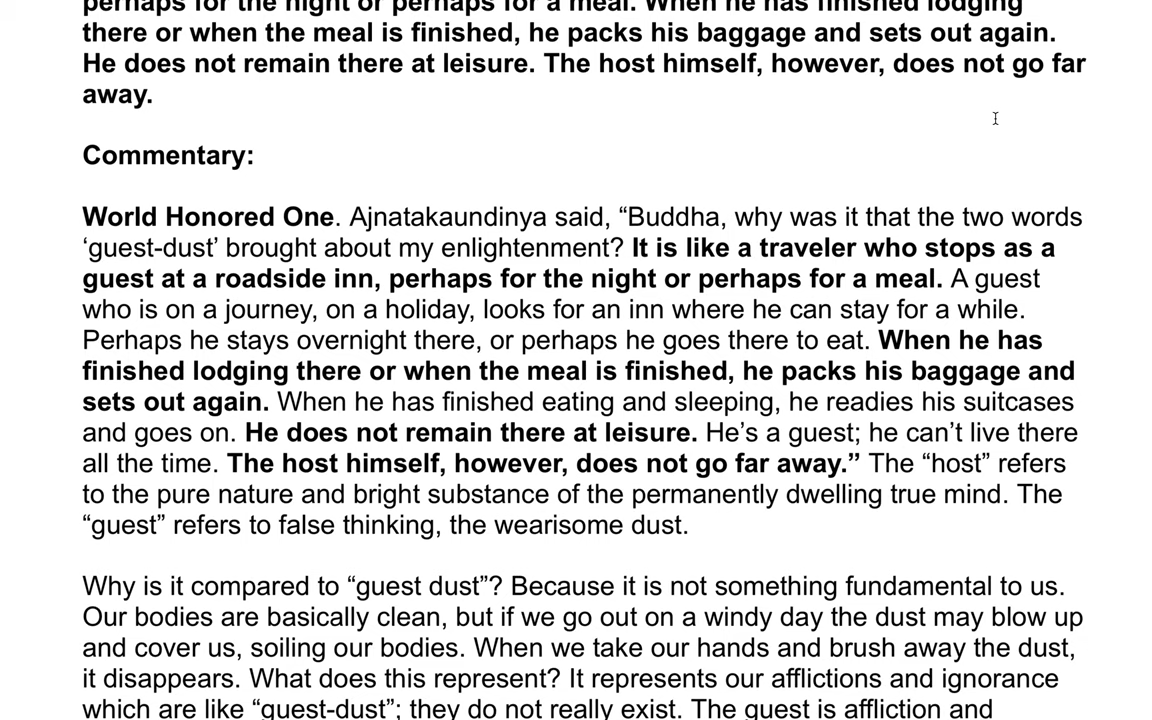 perhaps for the night or perhaps for a meal. When he has finished lodging
there or when the meal is finished, he packs his baggage and sets out again.
He does not remain there at leisure. The host himself, however, does not go far
away.
Commentary:
World Honored One. Ajnatakaundinya said, “Buddha, why was it that the two words
‘guest-dust’ brought about my enlightenment? It is like a traveler who stops as a
guest at a roadside inn, perhaps for the night or perhaps for a meal. A guest
who is on a journey, on a holiday, looks for an inn where he can stay for a while.
Perhaps he stays overnight there, or perhaps he goes there to eat. When he has
finished lodging there or when the meal is finished, he packs his baggage and
sets out again. When he has finished eating and sleeping, he readies his suitcases
and goes on. He does not remain there at leisure. He’s a guest; he can’t live there
all the time. The host himself, however, does not go far away.” The “host” refers
to the pure nature and bright substance of the permanently dwelling true mind. The
“guest” refers to false thinking, the wearisome dust.
Why is it compared to “guest dust”? Because it is not something fundamental to us.
Our bodies are basically clean, but if we go out on a windy day the dust may blow up
and cover us, soiling our bodies. When we take our hands and brush away the dust,
it disappears. What does this represent? It represents our afflictions and ignorance
which are like “guest-dust”; they do not really exist. The guest is affliction and